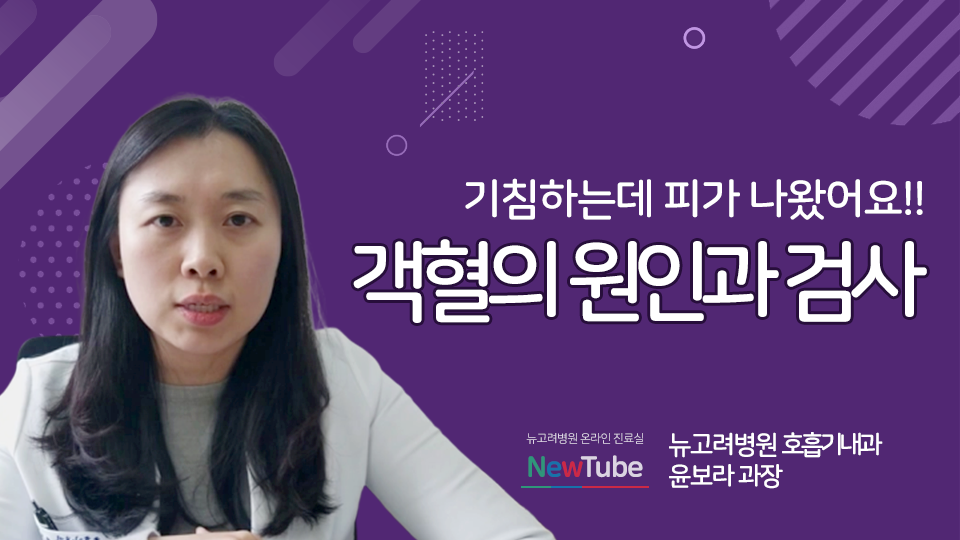 기침하는데 피가 나왔어요!!
객혈의 원인과 검사
뉴고려병원 온라인 진료실
NewTube
뉴고려병원 호흡기내과
윤보라 과장